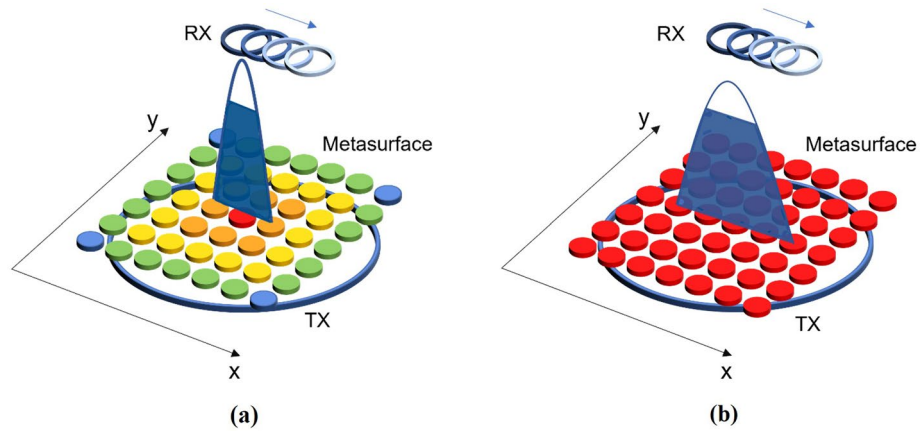 RX
y
Metasurface
TX
x
(a)
RX
y
Metasurface
TX
x
(b)